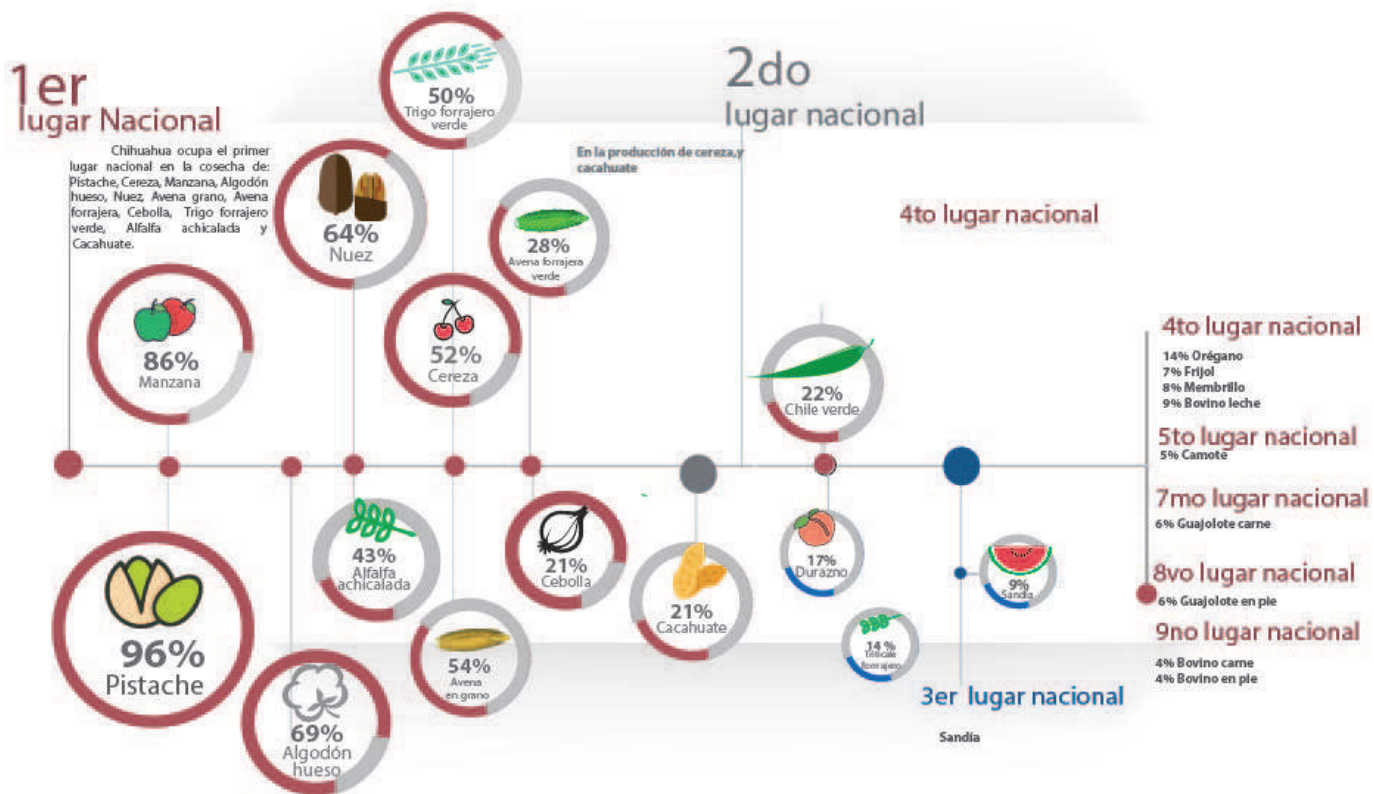 1er
lugar Nacional
Chihuahua ocupa el primer
lugar nacional en la cosecha de:
Pistache, Cereza, Manzana, Algodón
hueso, Nuez, Avena grano, Avena
forrajera, Cebolla, Trigo forrajero
verde, Alfalfa achicalada y
Cacahuate.
50%
Trigo forrajero
verde
64%
Nuez
28%
Avena forrajera
verde
86%
Manzana
52%
Cereza
96%
Pistache
69%
Algodón
hueso
43%
Alfalfa
achicalada
54%
Avena
en grano
21%
Cebolla
2do
lugar nacional
En la producción de cereza,y
cacahuate
21%
Cacahuate
4to lugar nacional
22%
Chile verde
17%
Durazno
14 %
forrajero
9%
Sandía
3er lugar nacional
Sandía
4to lugar nacional
14% Orégano
7% Frijol
8% Membrillo
9% Bovino leche
5to lugar nacional
5% Camote
7mo lugar nacional
6% Guajolote carne
8vo lugar nacional
6% Guajolote en pie
9no lugar nacional
4% Bovino carne
4% Bovino en pie